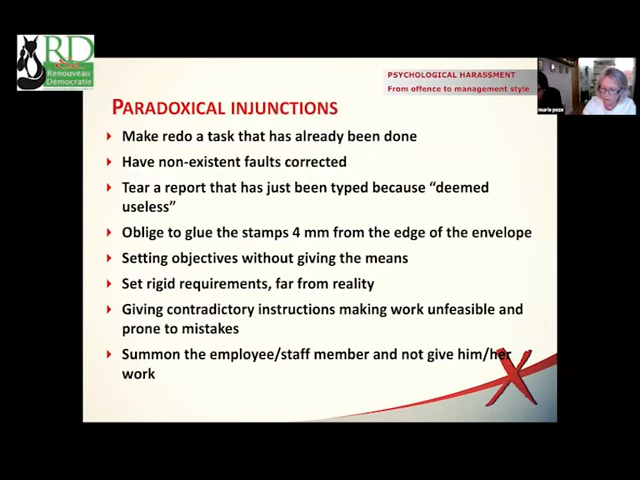 RD
Renouveau
Démocratie
PSYCHOLOGICAL HARASSMENT
From offence to management style
marie peze
PARADOXICAL INJUNCTIONS
Make redo a task that has already been done
Have non-existent faults corrected
Tear a report that has just been typed because “deemed
useless”
Oblige to glue the stamps 4 mm from the edge of the envelope
Setting objectives without giving the means
Set rigid requirements, far from reality
Giving contradictory instructions making work unfeasible and
prone to mistakes
Summon the employee/staff member and not give him/her
work